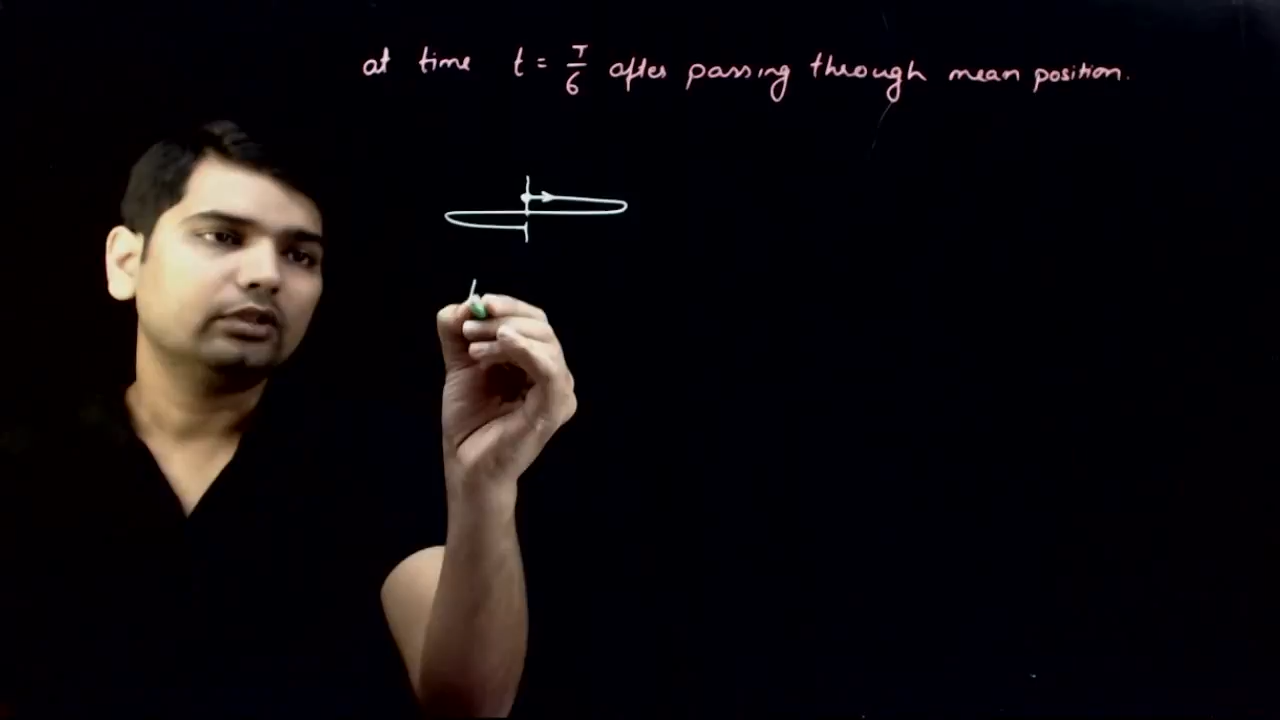 at time t = T/6 after passing through mean position.